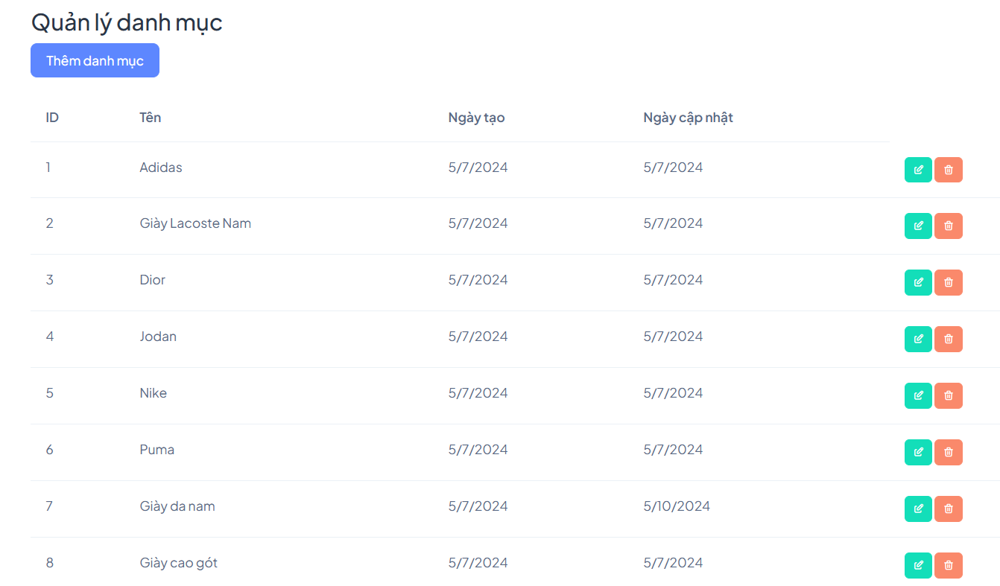 Quản lý danh mục
Thêm danh mục
ID Tên Ngày tạo Ngày cập nhật
1 Adidas 5/7/2024 5/7/2024
2 Giày Lacoste Nam 5/7/2024 5/7/2024
3 Dior 5/7/2024 5/7/2024
4 Jodan 5/7/2024 5/7/2024
5 Nike 5/7/2024 5/7/2024
6 Puma 5/7/2024 5/7/2024
7 Giày da nam 5/7/2024 5/10/2024
8 Giày cao gót 5/7/2024 5/7/2024